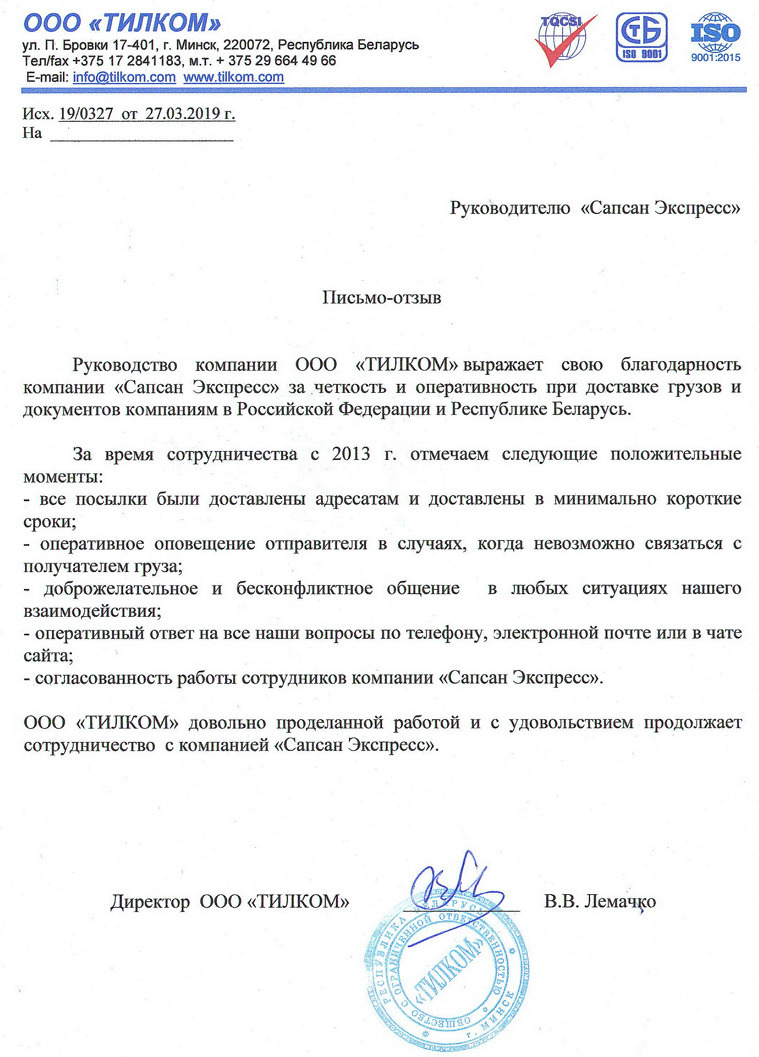 ООО «ТИЛКОМ»
ул. П. Бровки 17-401, г. Минск, 220072, Республика Беларусь
Тел/fax +375 17 2841183, м.т. + 375 29 664 49 66
E-mail: info@tilkom.com www.tilkom.com
TQCSI
СТБ
ISO 9001
ISO
9001:2015
Исх. 19/0327 от 27.03.2019 г.
На
Руководителю «Сапсан Экспресс»
Письмо-отзыв
Руководство компании ООО «ТИЛКОМ» выражает свою благодарность
компании «Сапсан Экспресс» за четкость и оперативность при доставке грузов и
документов компаниям в Российской Федерации и Республике Беларусь.
За время сотрудничества с 2013 г. отмечаем следующие положительные
моменты:
- все посылки были доставлены адресатам и доставлены в минимально короткие
сроки;
- оперативное оповещение отправителя в случаях, когда невозможно связаться с
получателем груза;
- доброжелательное и бесконфликтное общение в любых ситуациях нашего
взаимодействия;
- оперативный ответ на все наши вопросы по телефону, электронной почте или в чате
сайта;
- согласованность работы сотрудников компании «Сапсан Экспресс».
ООО «ТИЛКОМ» довольно проделанной работой и с удовольствием продолжает
сотрудничество с компанией «Сапсан Экспресс».
Директор ООО «ТИЛКОМ» В.В. Лемачко
РЕСПУБЛИКА БЕЛАРУСЬ
г. МИНСК
ОБЩЕСТВО С ОГРАНИЧЕННОЙ ОТВЕТСТВЕННОСТЬЮ
«ТИЛКОМ»